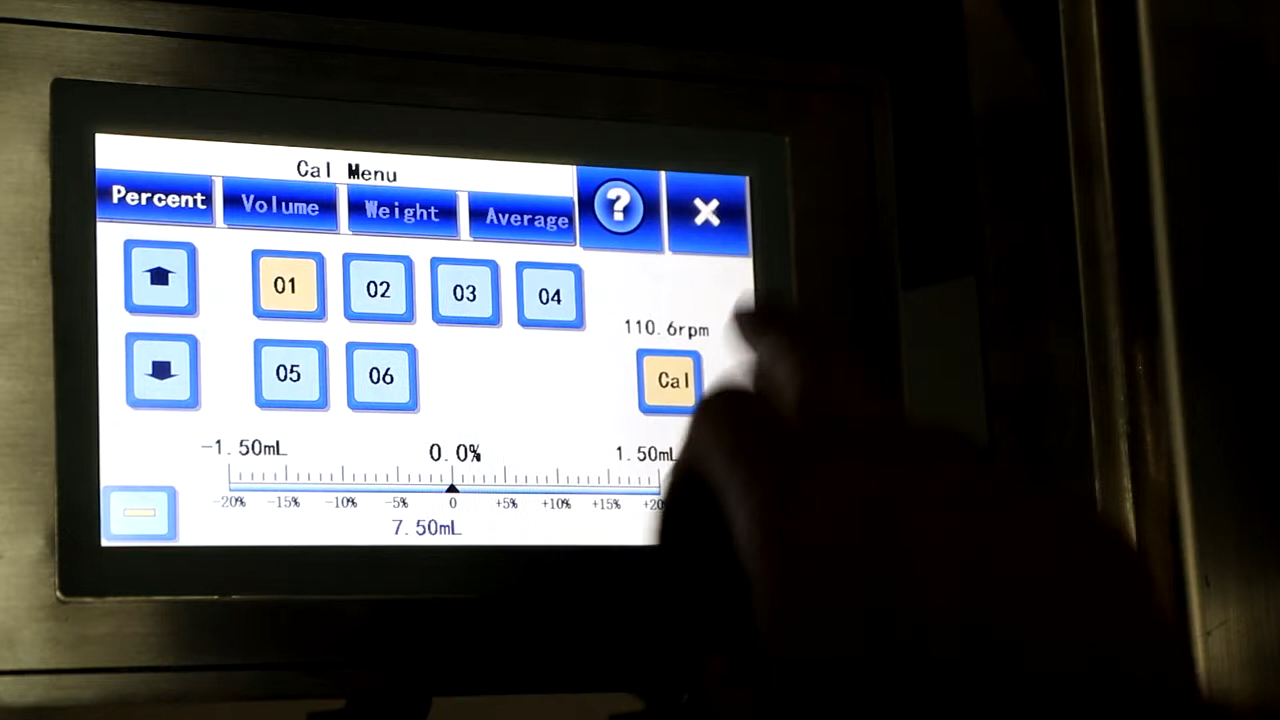 Cal Menu
Percent Volume Weight Average ? ×
01 02 03 04
110.6rpm
05 06 Cal
-1.50mL 0.0% 1.50mL
-20% -15% -10% -5% 0 +5% +10% +15%
7.50mL